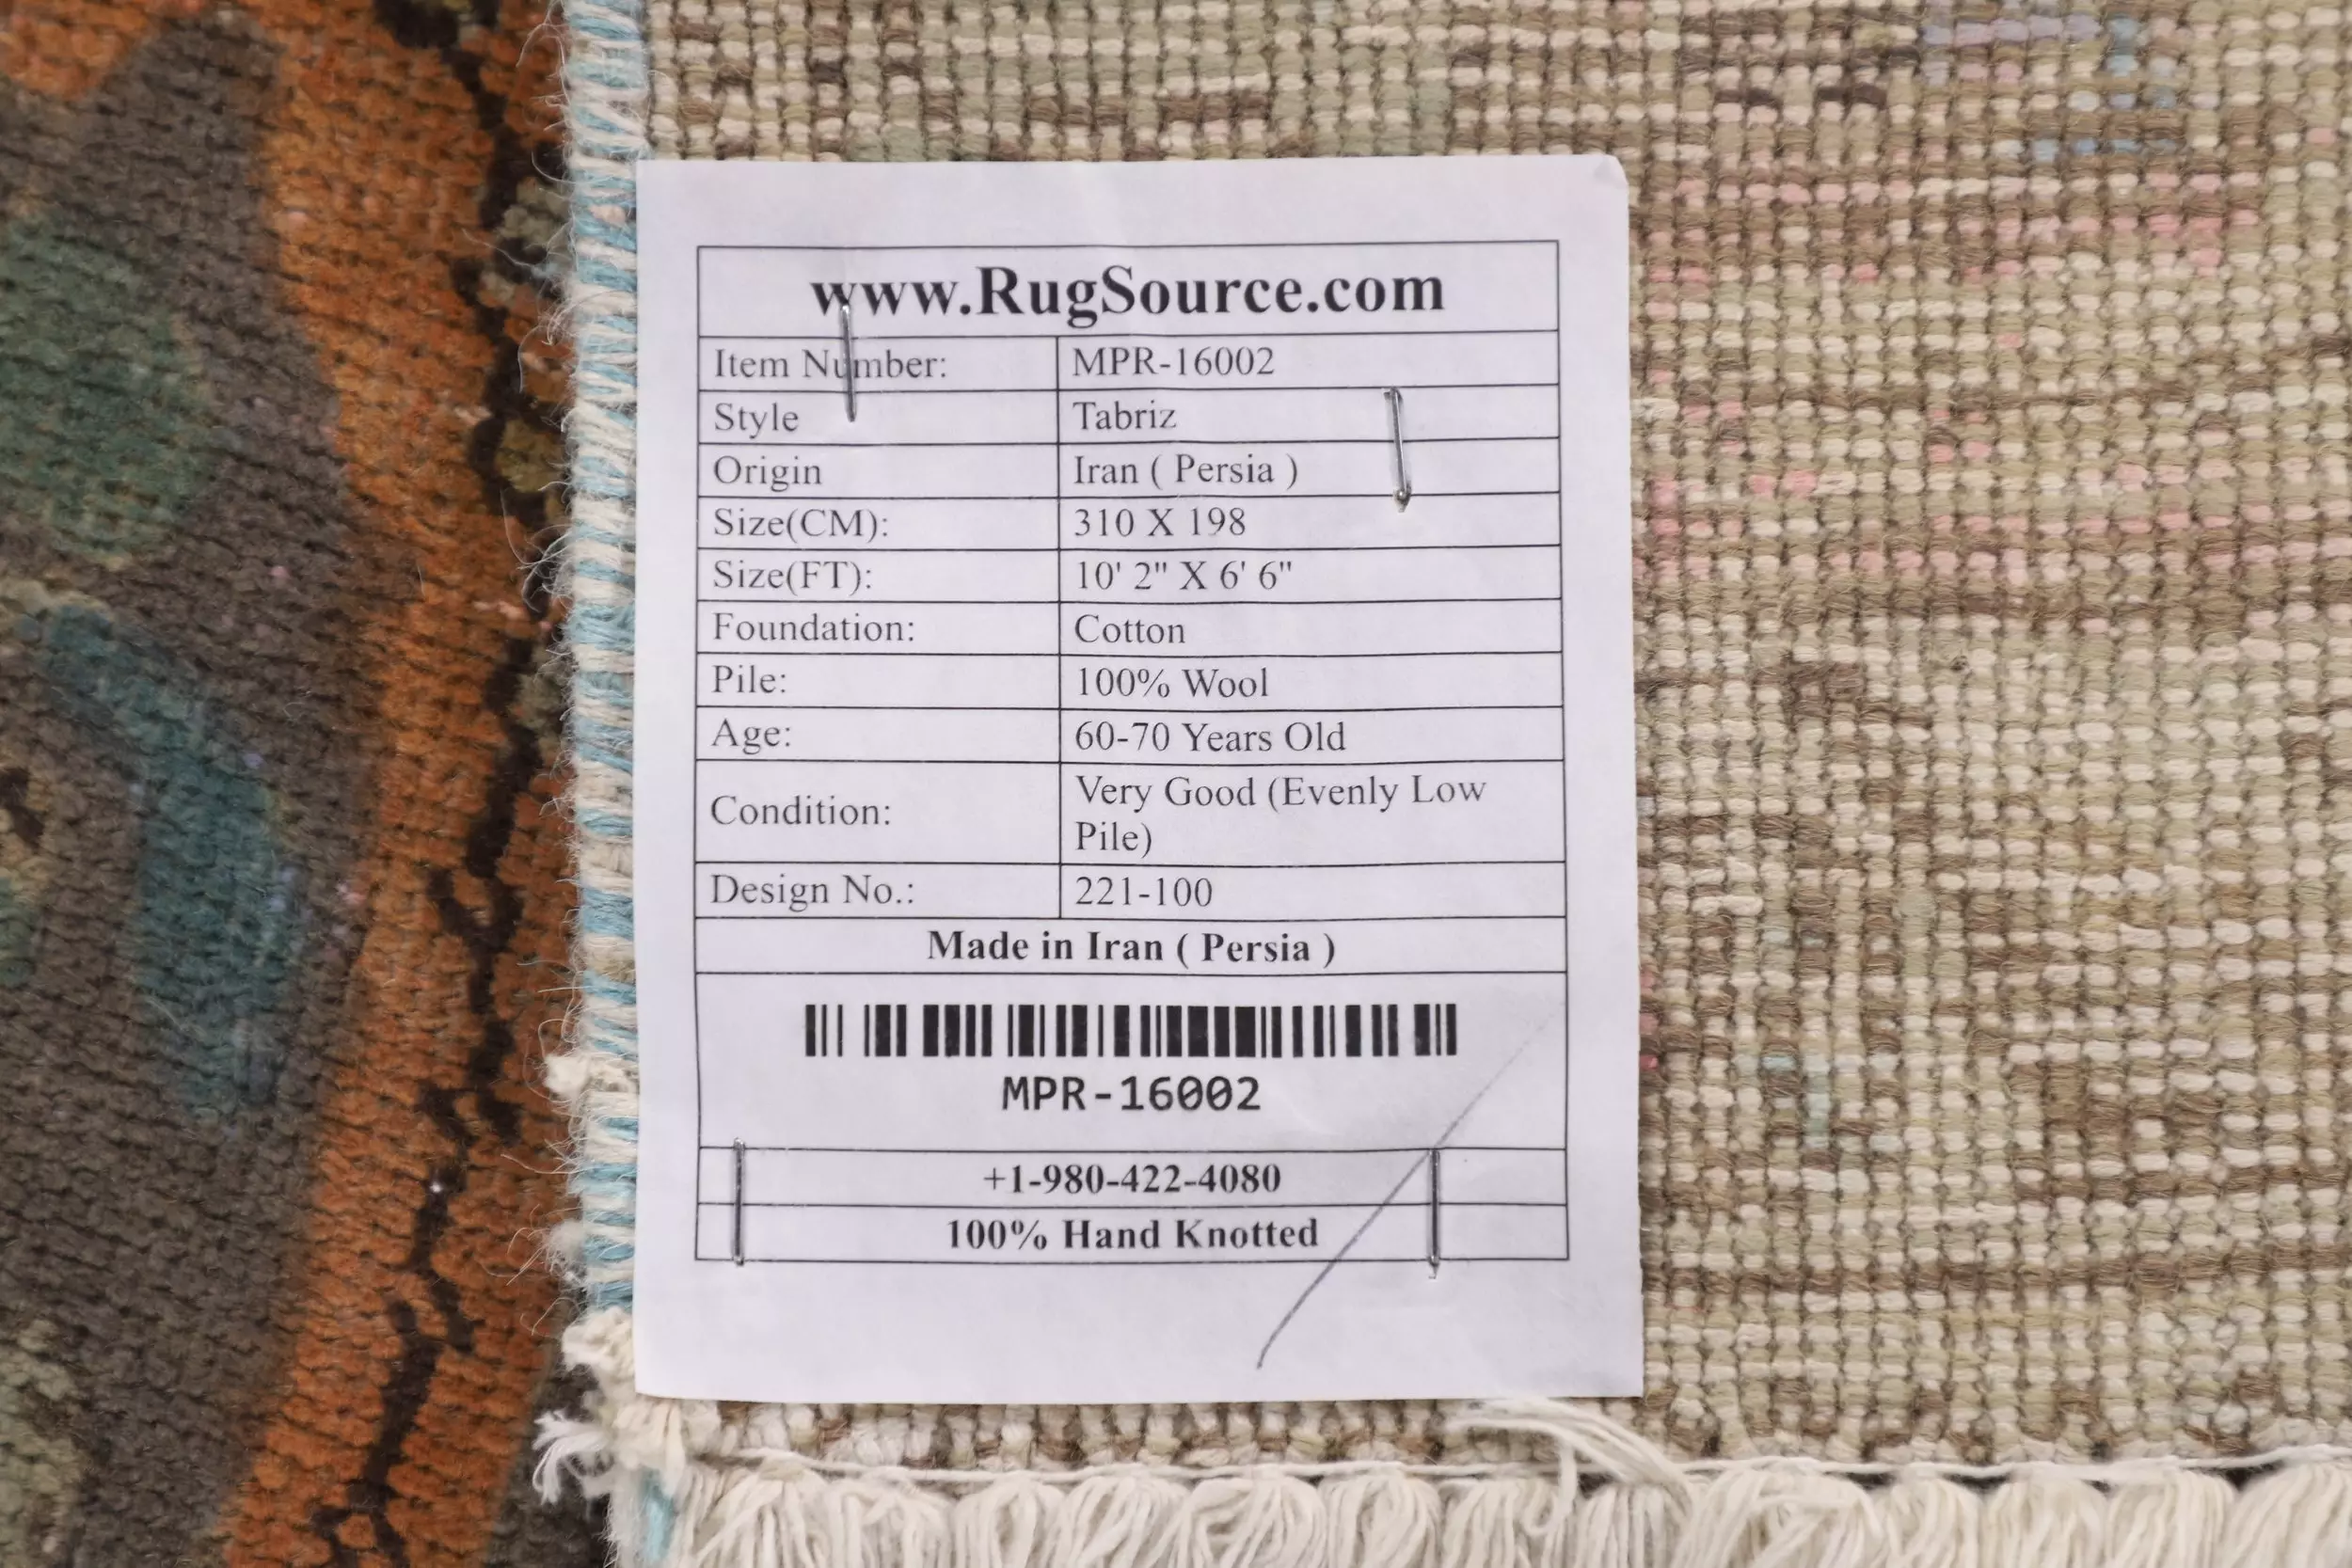 www.RugSource.com
Item Number: MPR-16002
Style Tabriz
Origin Iran ( Persia )
Size(CM): 310 X 198
Size(FT): 10' 2" X 6' 6"
Foundation: Cotton
Pile: 100% Wool
Age: 60-70 Years Old
Condition: Very Good (Evenly Low
Pile)
Design No.: 221-100
Made in Iran ( Persia )
MPR-16002
+1-980-422-4080
100% Hand Knotted